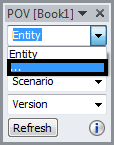 POV [Book1]
Entity
Entity
...
Scenario
Version
Refresh